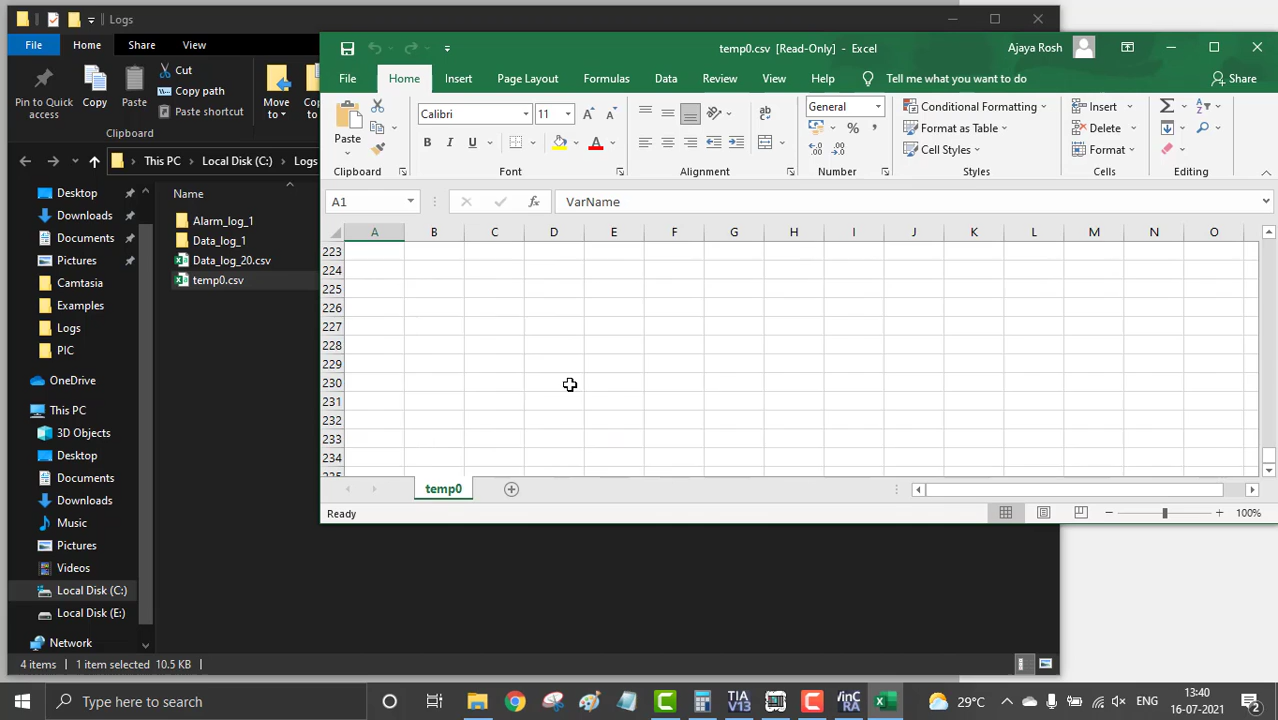 Logs
File Home Share View
Pin to Quick access
Copy
Paste
Cut
Copy path
Paste shortcut
Clipboard
Move to
This PC Local Disk (C:) Logs
Desktop
Downloads
Documents
Pictures
Camtasia
Examples
Logs
PIC
OneDrive
This PC
3D Objects
Desktop
Documents
Downloads
Music
Pictures
Videos
Local Disk (C:)
Local Disk (E:)
Network
Name
Alarm_log_1
Data_log_1
Data_log_20.csv
temp0.csv
4 items 1 item selected 10.5 KB
temp0.csv [Read-Only] - Excel
Ajaya Rosh
File Home Insert Page Layout Formulas Data Review View Help Tell me what you want to do Share
Paste
Clipboard
Calibri 11
B I U
Font
Alignment
General
Number
Conditional Formatting
Format as Table
Cell Styles
Styles
Insert
Delete
Format
Cells
Editing
A1 fx VarName
A B C D E F G H I J K L M N O
223
224
225
226
227
228
229
230
231
232
233
234
235
temp0
Ready 100%
Type here to search
TIA V13
29°C
ENG
13:40
16-07-2021
2